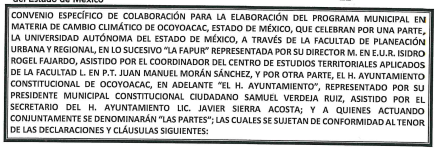 del Estado de México
CONVENIO ESPECÍFICO DE COLABORACIÓN PARA LA ELABORACIÓN DEL PROGRAMA MUNICIPAL EN
MATERIA DE CAMBIO CLIMÁTICO DE OCOYOACAC, ESTADO DE MÉXICO, QUE CELEBRAN POR UNA PARTE,
LA UNIVERSIDAD AUTÓNOMA DEL ESTADO DE MÉXICO, A TRAVÉS DE LA FACULTAD DE PLANEACIÓN
URBANA Y REGIONAL, EN LO SUCESIVO "LA FAPUR" REPRESENTADA POR SU DIRECTOR M. EN E.U.R. ISIDRO
ROGEL FAJARDO, ASISTIDO POR EL COORDINADOR DEL CENTRO DE ESTUDIOS TERRITORIALES APLICADOS
DE LA FACULTAD L. EN P.T. JUAN MANUEL MORÁN SÁNCHEZ, Y POR OTRA PARTE, EL H. AYUNTAMIENTO
CONSTITUCIONAL DE OCOYOACAC, EN ADELANTE "EL H. AYUNTAMIENTO", REPRESENTADO POR SU
PRESIDENTE MUNICIPAL CONSTITUCIONAL CIUDADANO SAMUEL VERDEJA RUIZ, ASISTIDO POR EL
SECRETARIO DEL H. AYUNTAMIENTO LIC. JAVIER SIERRA ACOSTA; Y A QUIENES ACTUANDO
CONJUNTAMENTE SE DENOMINARÁN "LAS PARTES"; LAS CUALES SE SUJETAN DE CONFORMIDAD AL TENOR
DE LAS DECLARACIONES Y CLÁUSULAS SIGUIENTES: